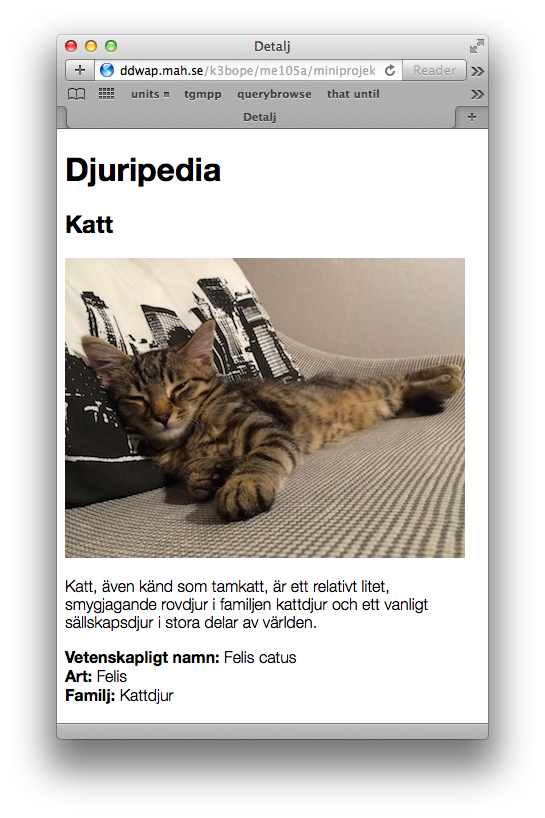 Detalj
ddwap.mah.se/k3bope/me105a/miniprojek
Reader
units
tgmpp
querybrowse
that until
Detalj
Djuripedia
Katt
Katt, även känd som tamkatt, är ett relativt litet,
smygjagande rovdjur i familjen kattdjur och ett vanligt
sällskapsdjur i stora delar av världen.
Vetenskapligt namn: Felis catus
Art: Felis
Familj: Kattdjur